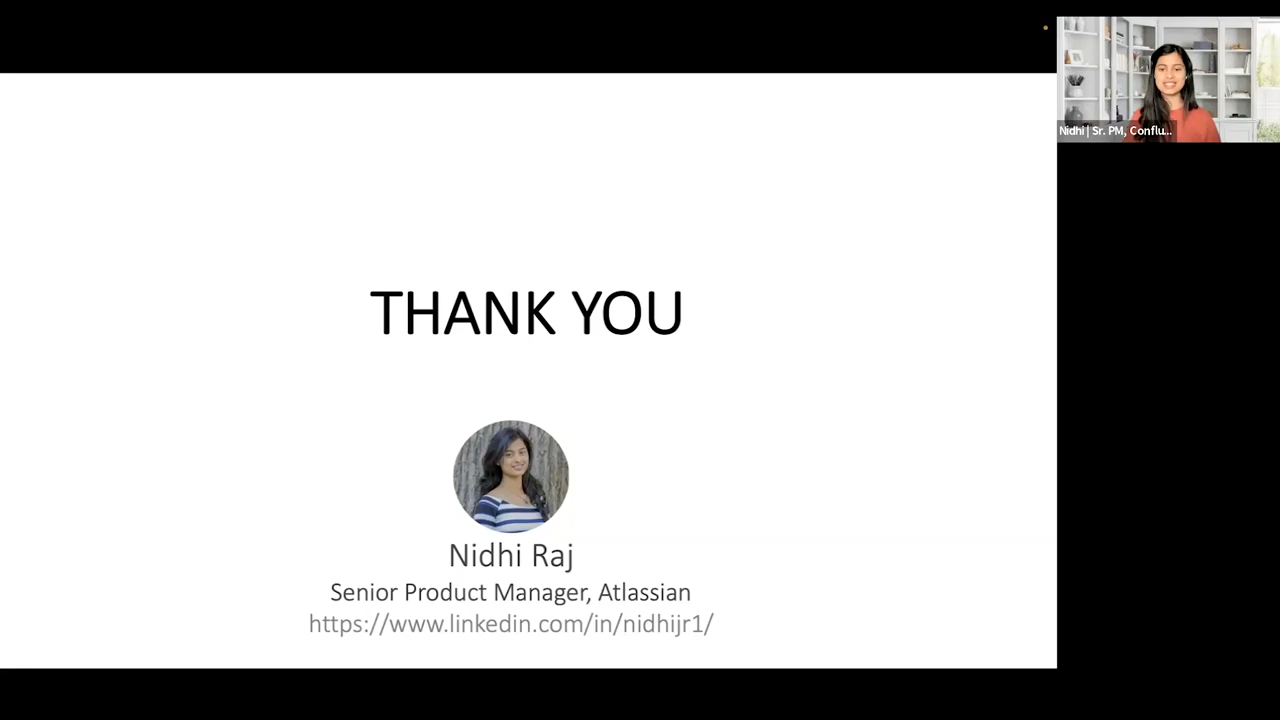 Nidhi | Sr. PM, Conflu...
THANK YOU
Nidhi Raj
Senior Product Manager, Atlassian
https://www.linkedin.com/in/nidhijr1/